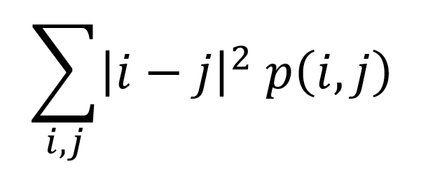 ∑|i − j|² p(i,j)
i,j